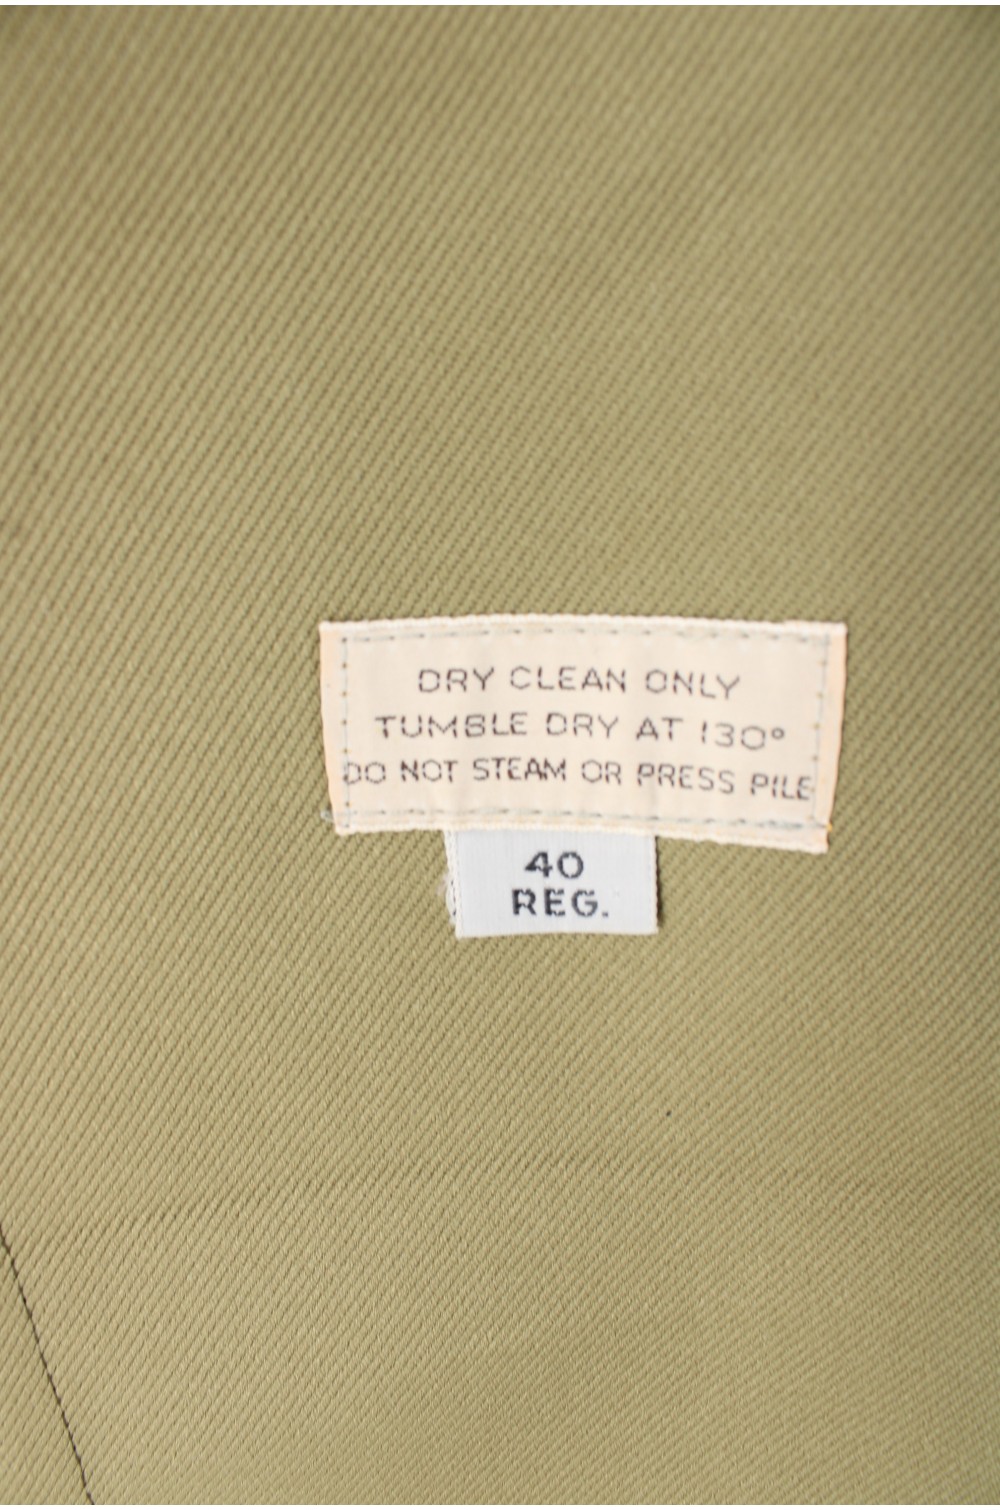 DRY CLEAN ONLY
TUMBLE DRY AT 130°
DO NOT STEAM OR PRESS PILE
40
REG.